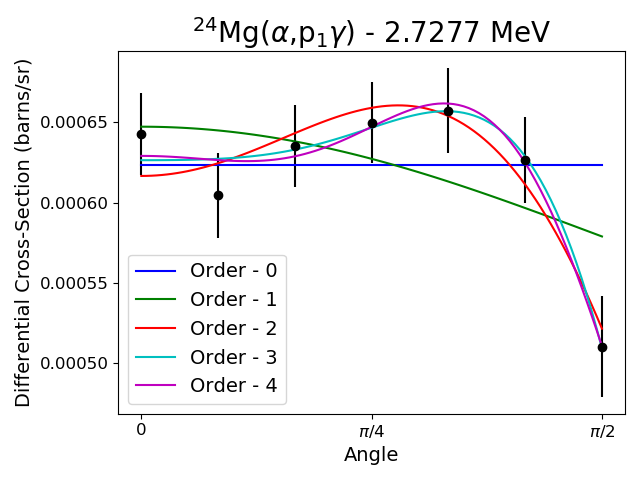 ²⁴Mg(α,p₁γ) - 2.7277 MeV
Differential Cross-Section (barns/sr)
0.00065
0.00060
0.00055
0.00050
Order - 0
Order - 1
Order - 2
Order - 3
Order - 4
0
π/4
π/2
Angle